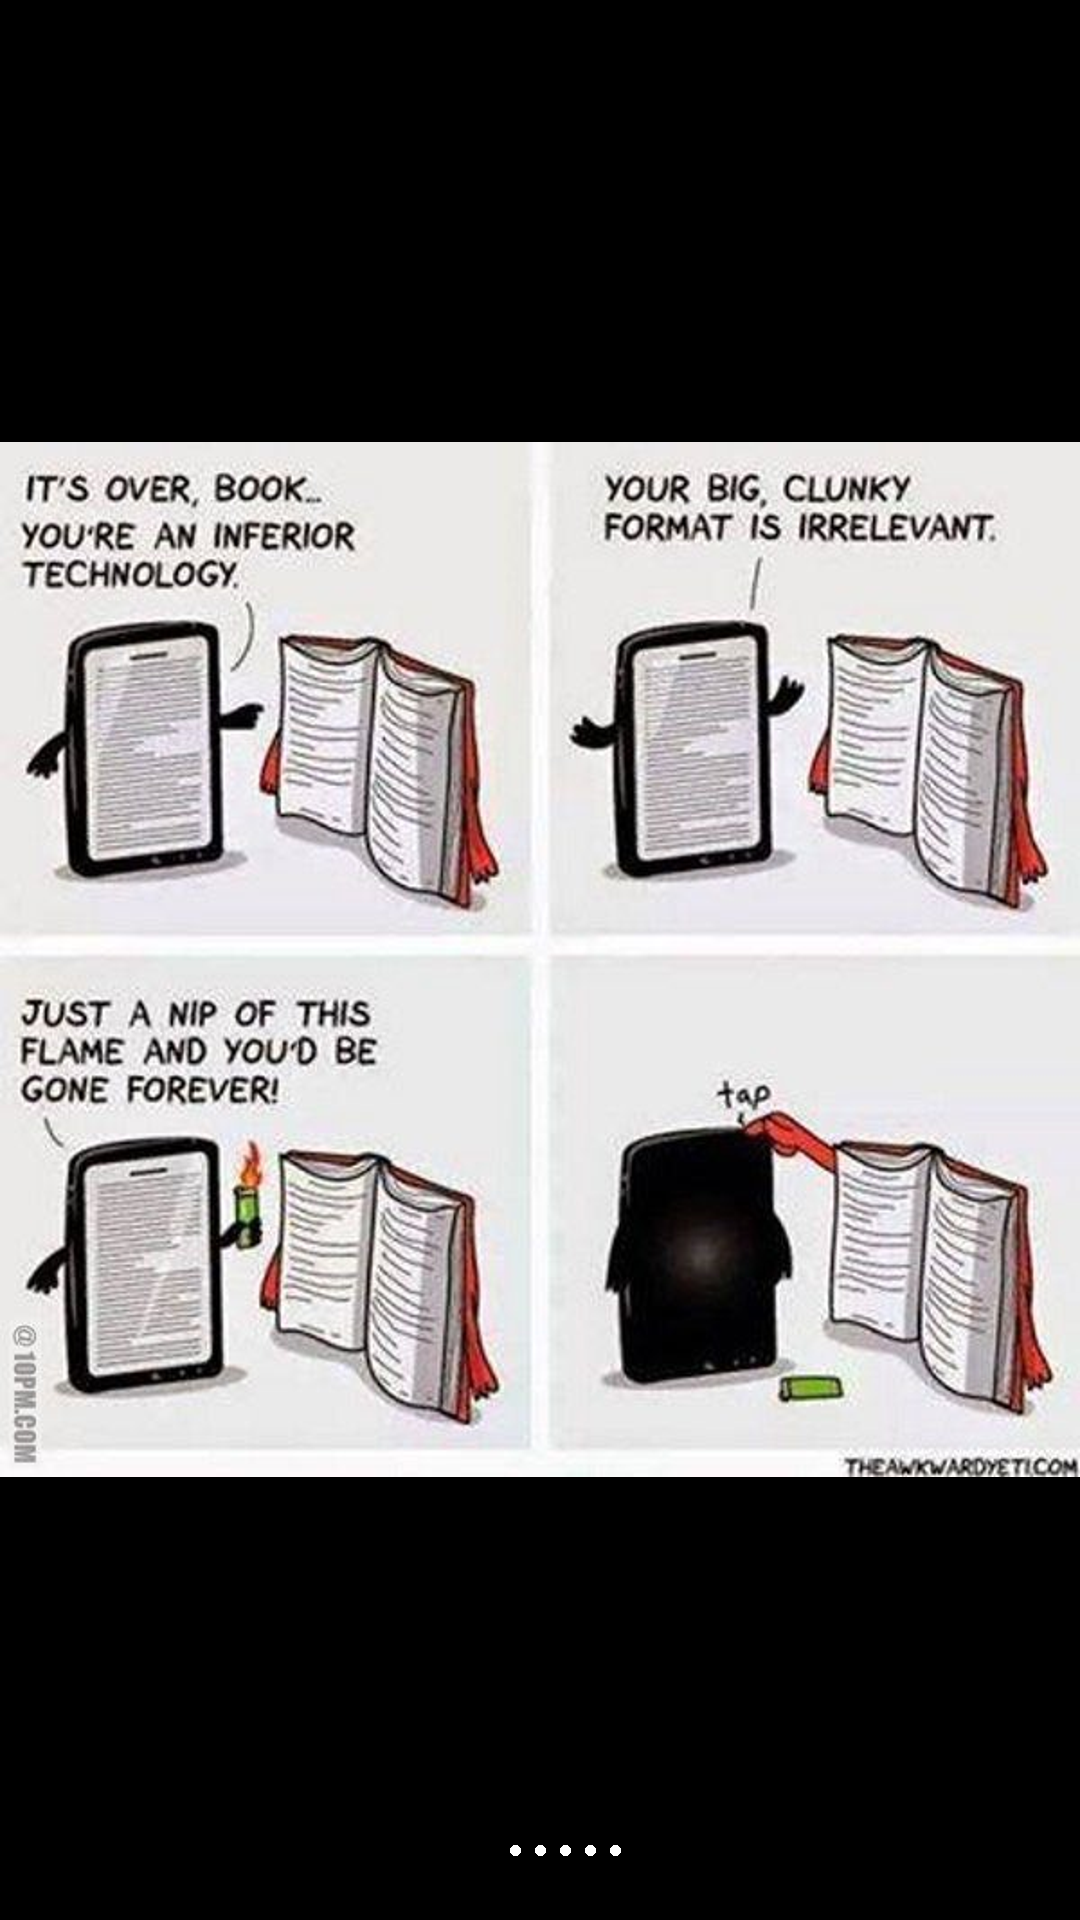 IT'S OVER, BOOK...
YOU'RE AN INFERIOR
TECHNOLOGY.
YOUR BIG, CLUNKY
FORMAT IS IRRELEVANT.
JUST A NIP OF THIS
FLAME AND YOU'D BE
GONE FOREVER!
tap
@10PM.COM
THEAWKWARDYETI.COM